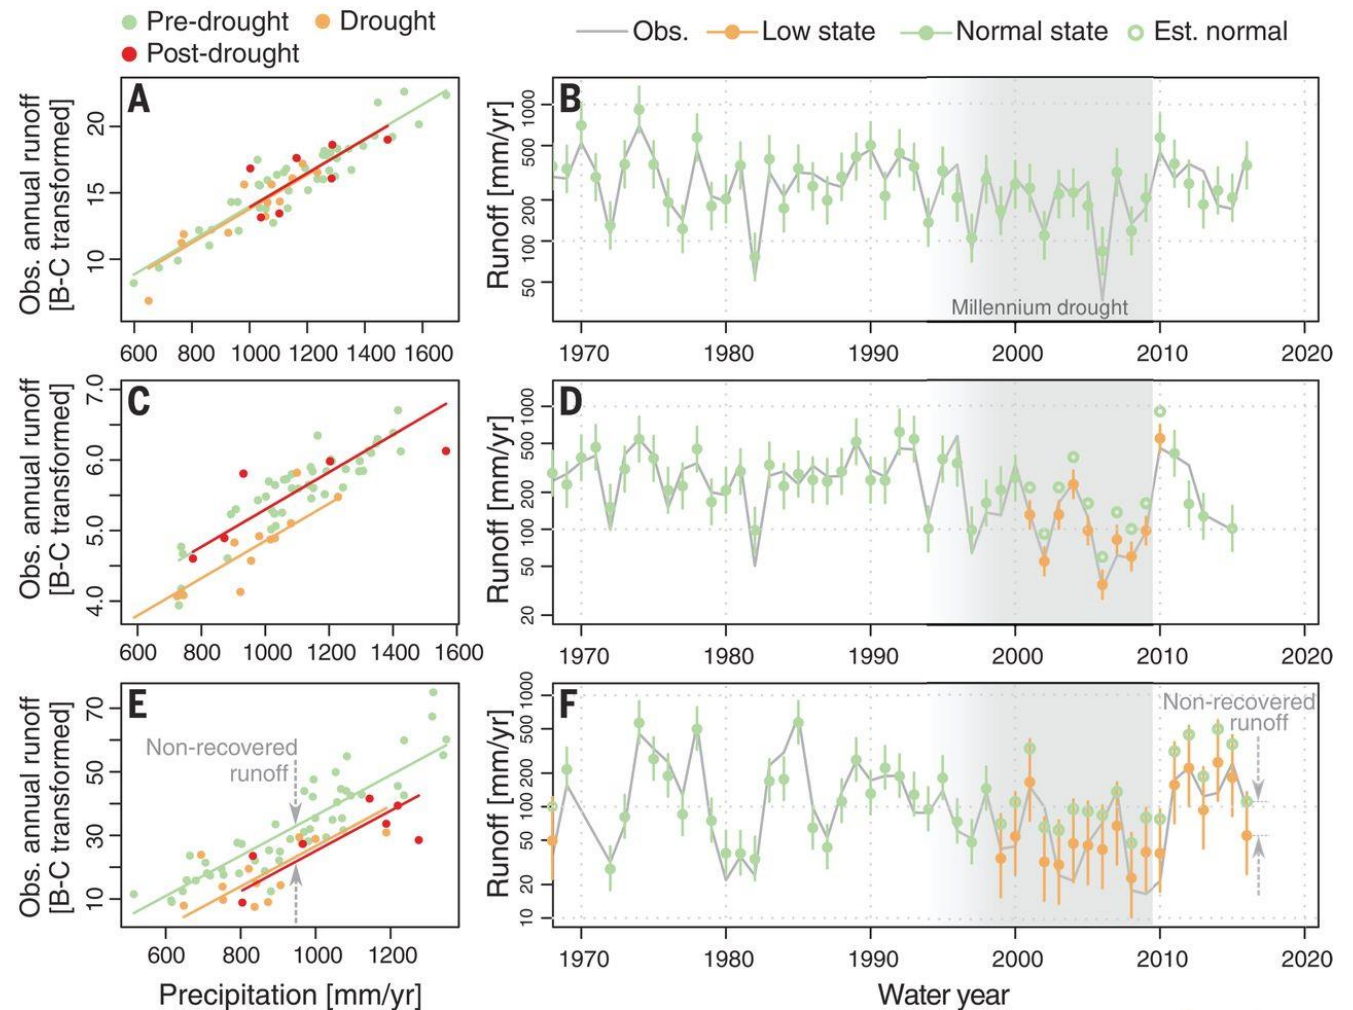 Pre-drought Drought
Post-drought
Obs. Low state Normal state Est. normal
A
Obs. annual runoff
[B-C transformed]
20
15
10
600 800 1000 1200 1400 1600
B
Runoff [mm/yr]
1000
500
200
100
50
Millennium drought
1970 1980 1990 2000 2010 2020
C
Obs. annual runoff
[B-C transformed]
7.0
6.0
5.0
4.0
600 800 1000 1200 1400 1600
D
Runoff [mm/yr]
1000
500
200
100
50
20
1970 1980 1990 2000 2010 2020
E
Obs. annual runoff
[B-C transformed]
70
50
30
10
Non-recovered
runoff
600 800 1000 1200
Precipitation [mm/yr]
F
Runoff [mm/yr]
1000
500
200
100
50
20
10
Non-recovered
runoff
1970 1980 1990 2000 2010 2020
Water year